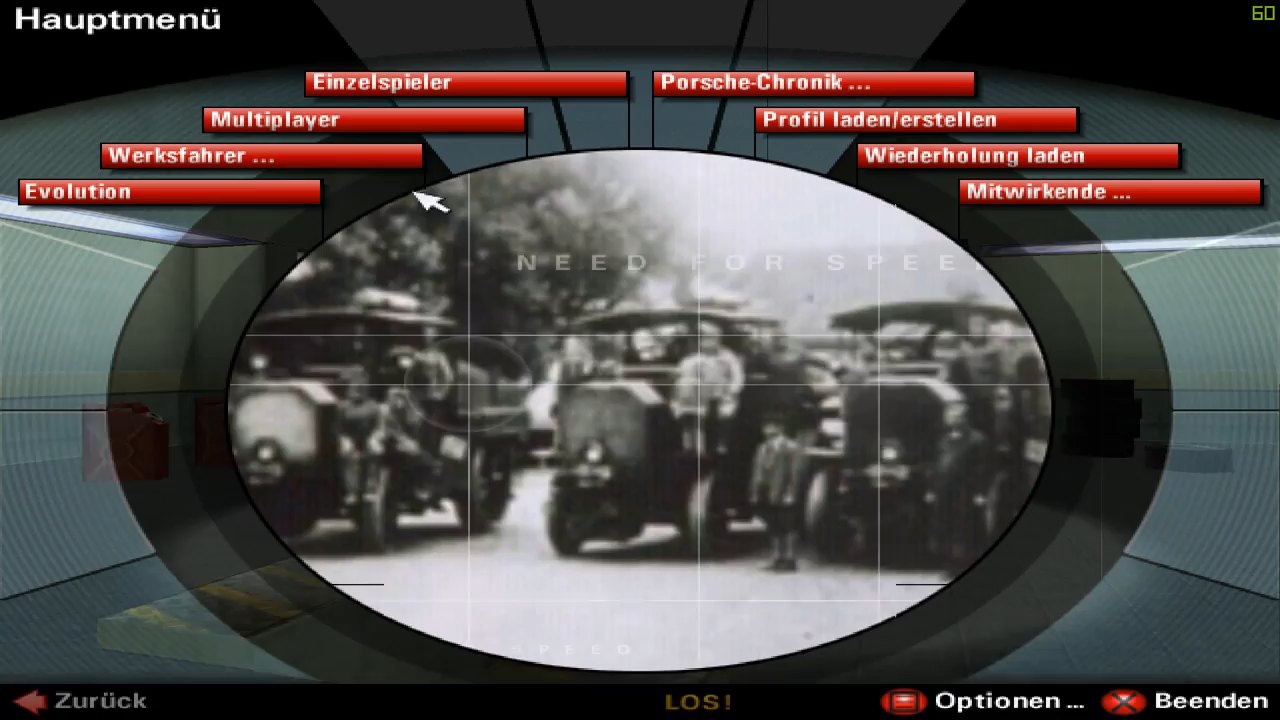 Hauptmenü
60
Einzelspieler
Porsche-Chronik ...
Multiplayer
Profil laden/erstellen
Werksfahrer ...
Wiederholung laden
Evolution
Mitwirkende ...
NEED FOR SPEE
SPEED
Zurück
LOS!
Optionen ...
Beenden